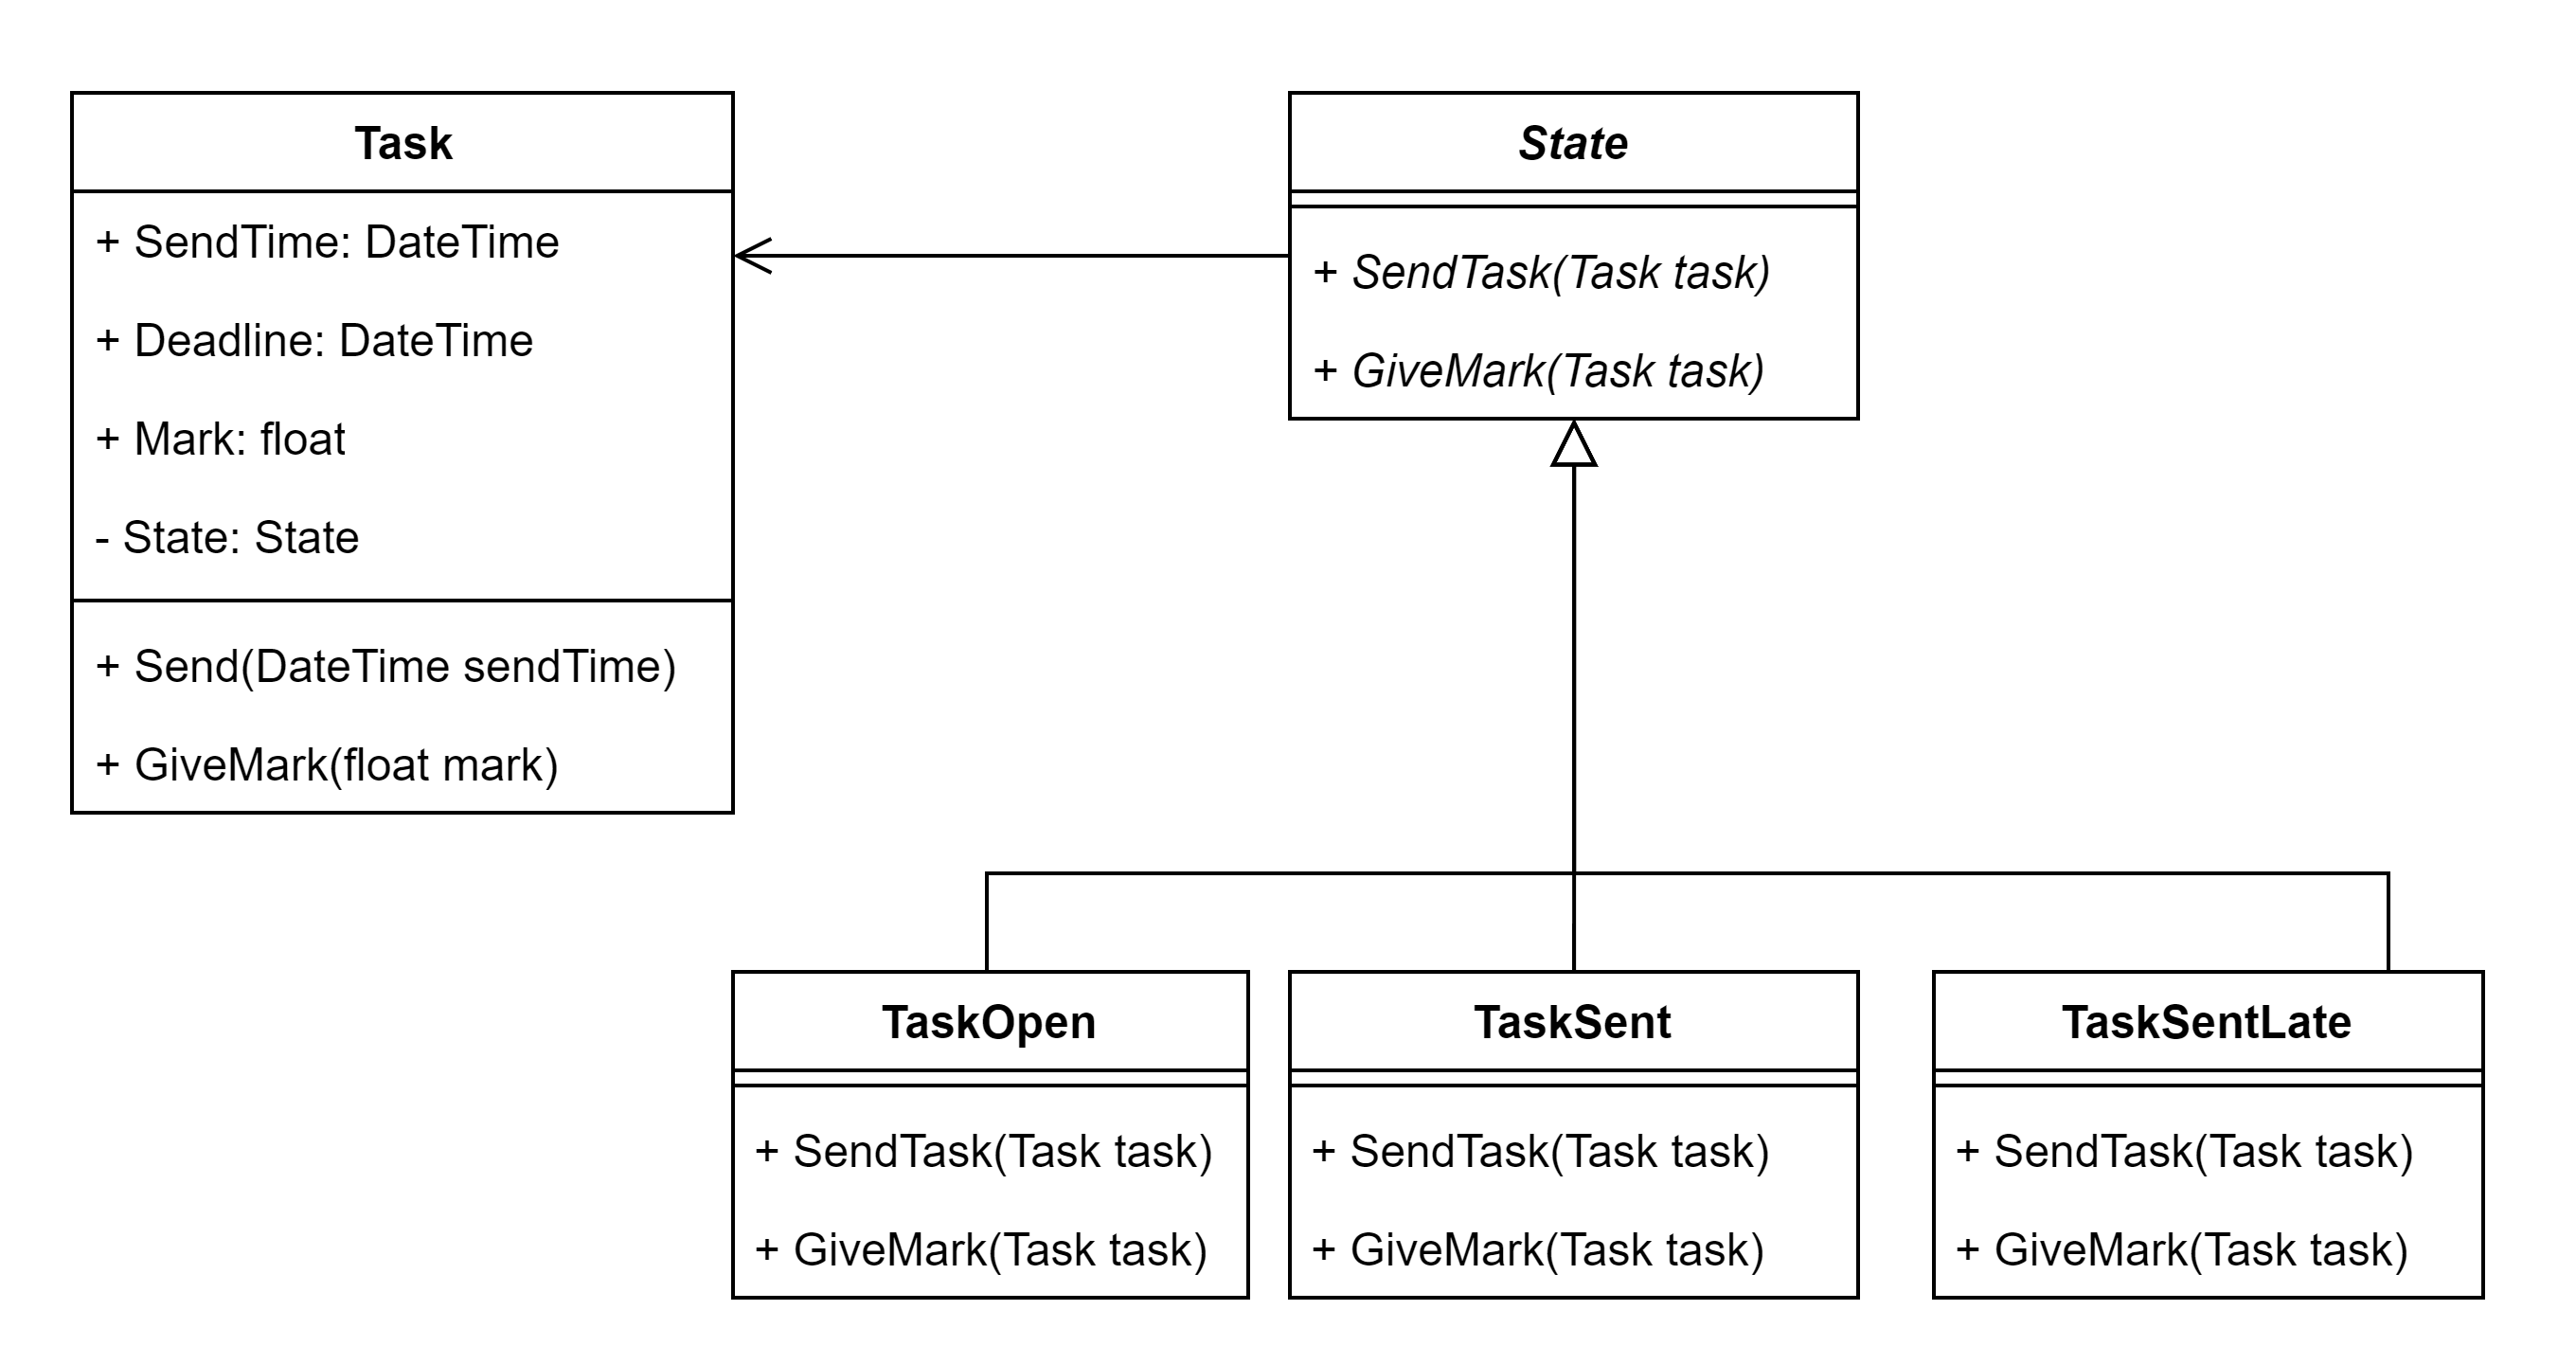 Task
+ SendTime: DateTime
+ Deadline: DateTime
+ Mark: float
- State: State
+ Send(DateTime sendTime)
+ GiveMark(float mark)
State
+ SendTask(Task task)
+ GiveMark(Task task)
TaskOpen
+ SendTask(Task task)
+ GiveMark(Task task)
TaskSent
+ SendTask(Task task)
+ GiveMark(Task task)
TaskSentLate
+ SendTask(Task task)
+ GiveMark(Task task)